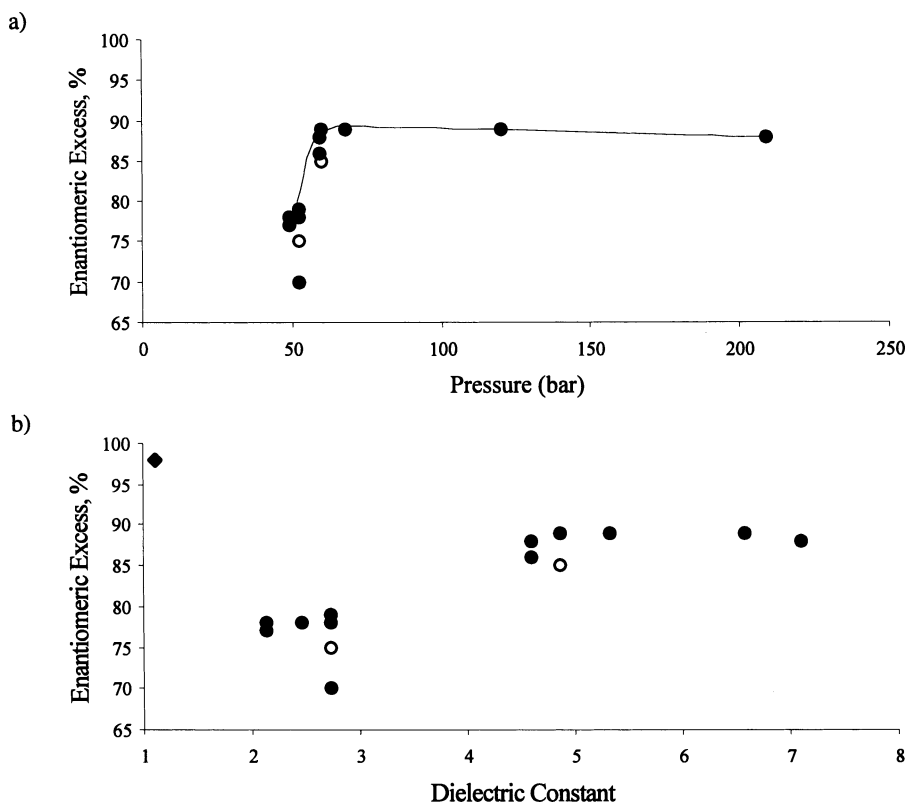 a)
Enantiomeric Excess, %
100
95
90
85
80
75
70
65
0 50 100 150 200 250
Pressure (bar)
b)
Enantiomeric Excess, %
100
95
90
85
80
75
70
65
1 2 3 4 5 6 7 8
Dielectric Constant